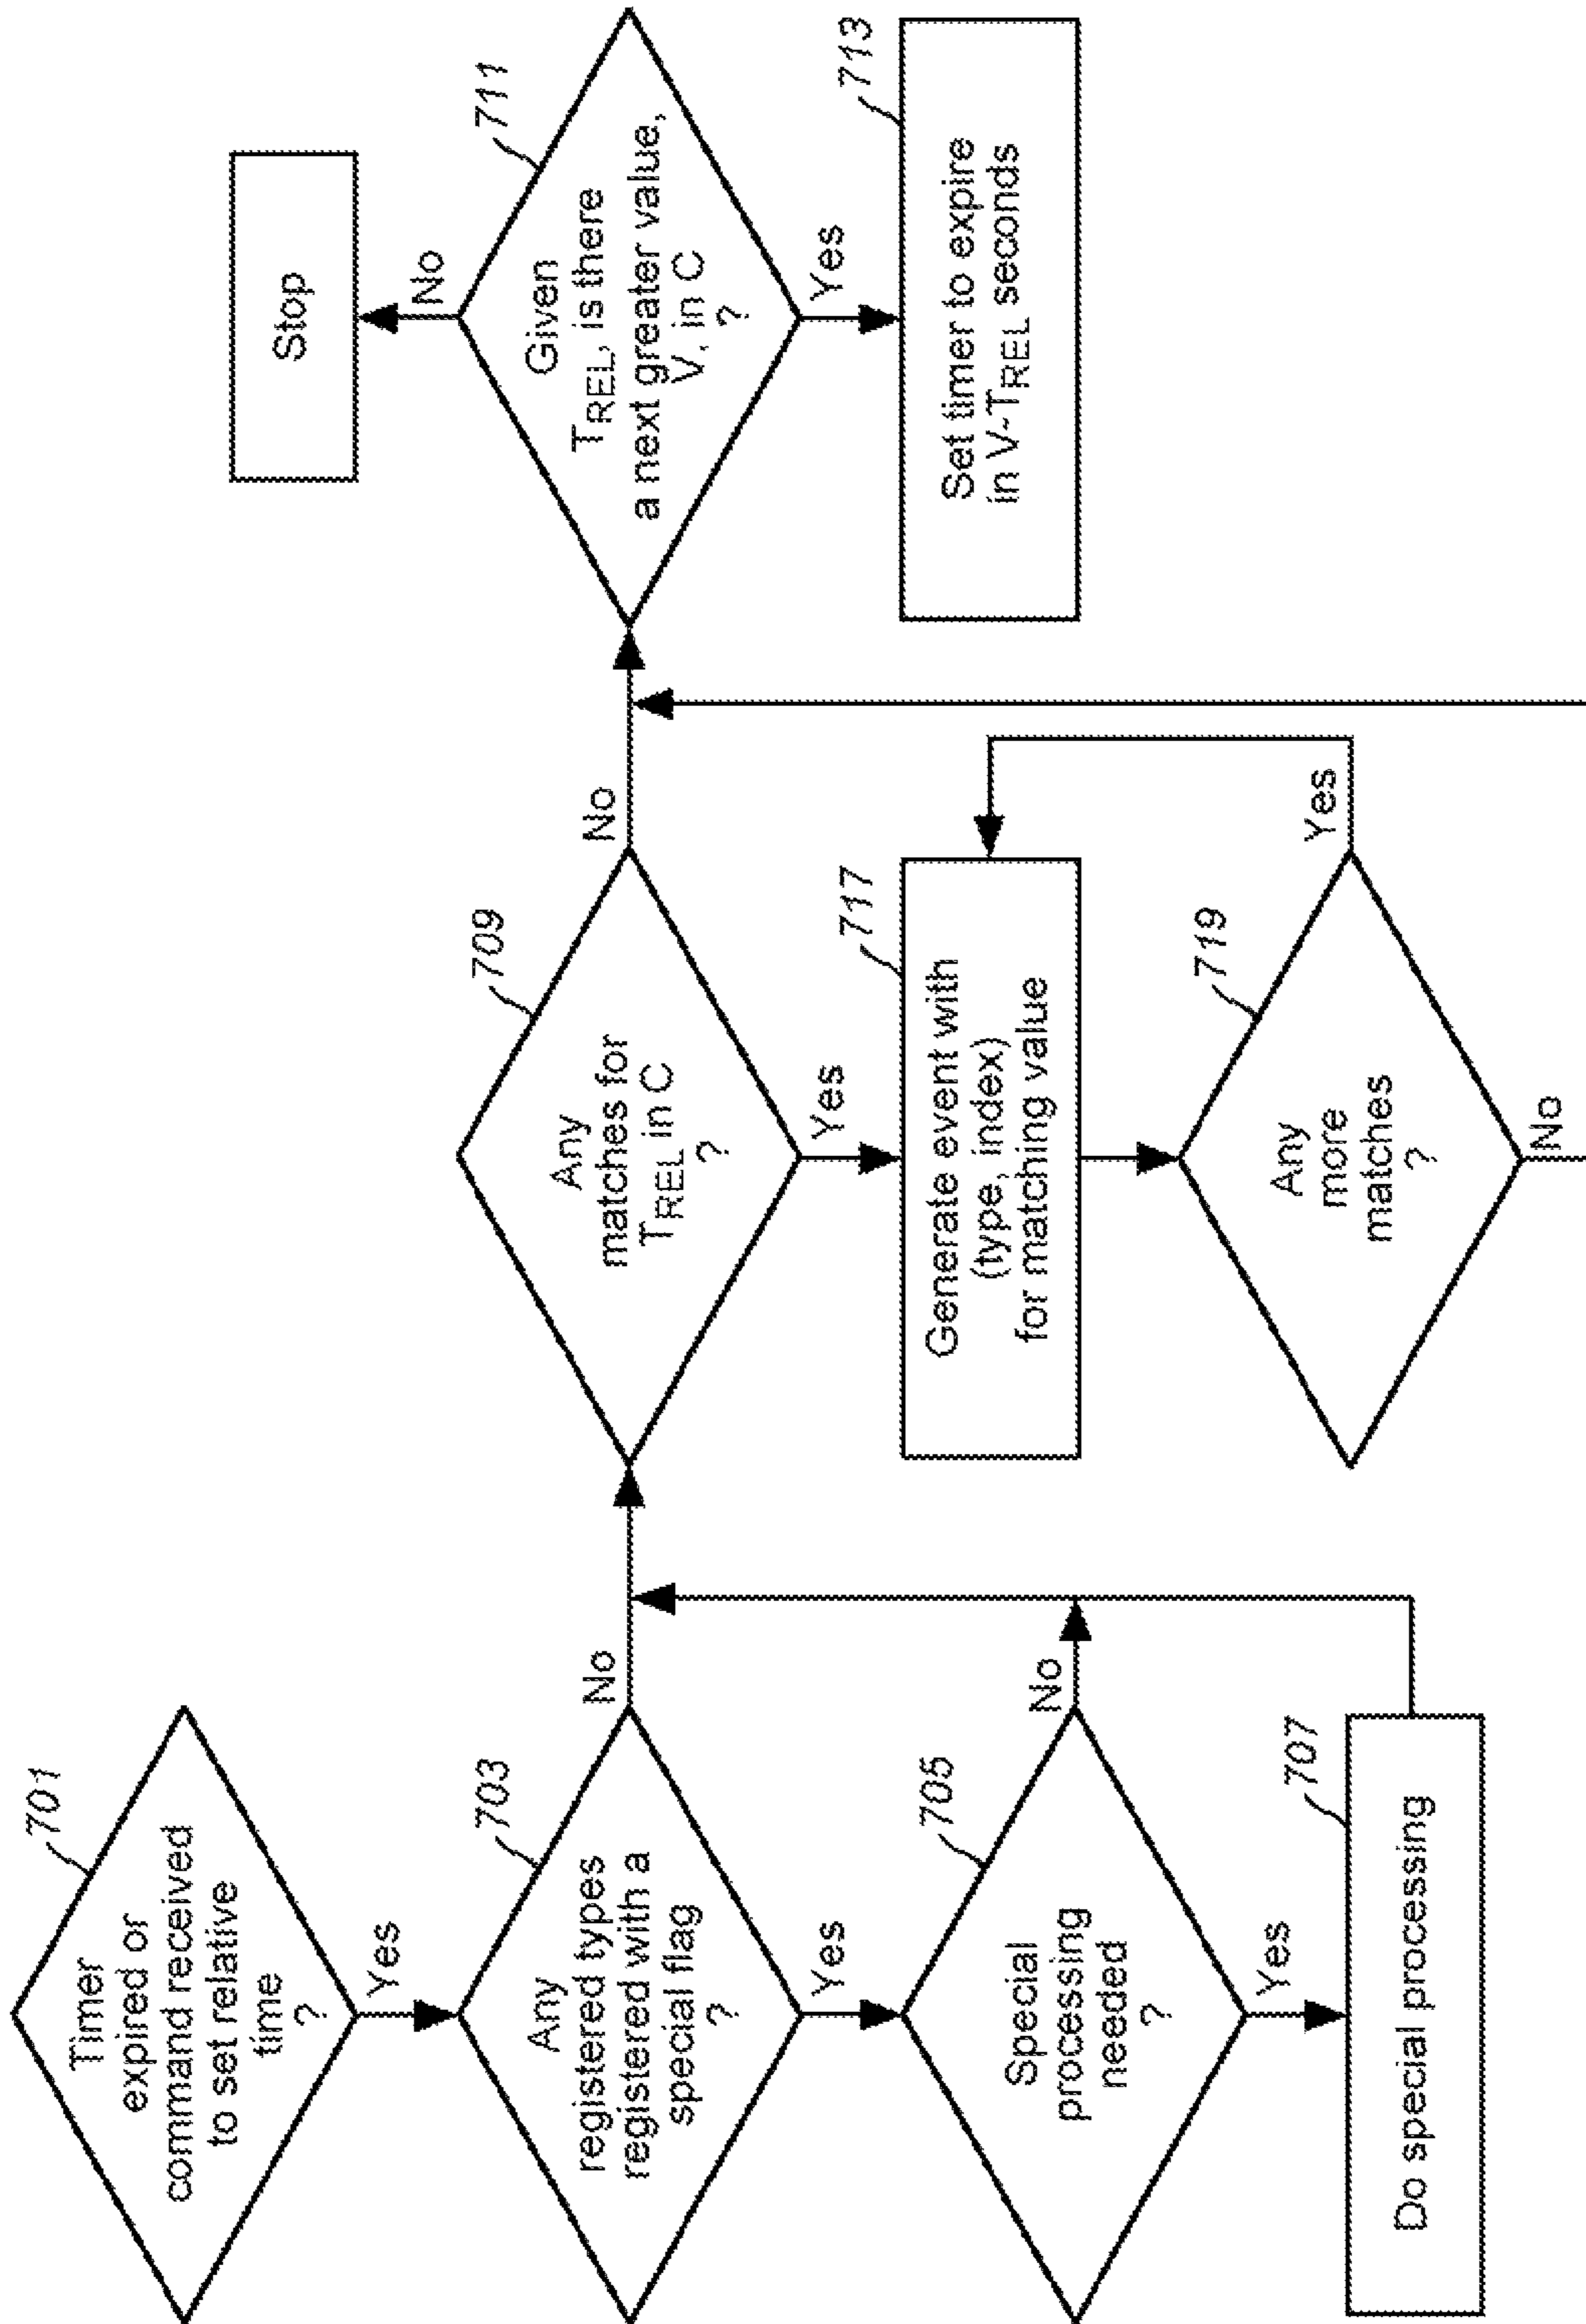 701
Timer
expired or
command received
to set relative
time
?
Yes
703
Any
registered types
registered with a
special flag
?
No
Yes
705
Special
processing
needed
?
No
Yes
707
Do special processing
709
Any
matches for
TREL in C
?
No
Yes
717
Generate event with
(type, index)
for matching value
719
Any
more
matches
?
Yes
No
711
Given
TREL, is there
a next greater value,
V, in C
?
No
Stop
Yes
713
Set timer to expire
in V-TREL seconds